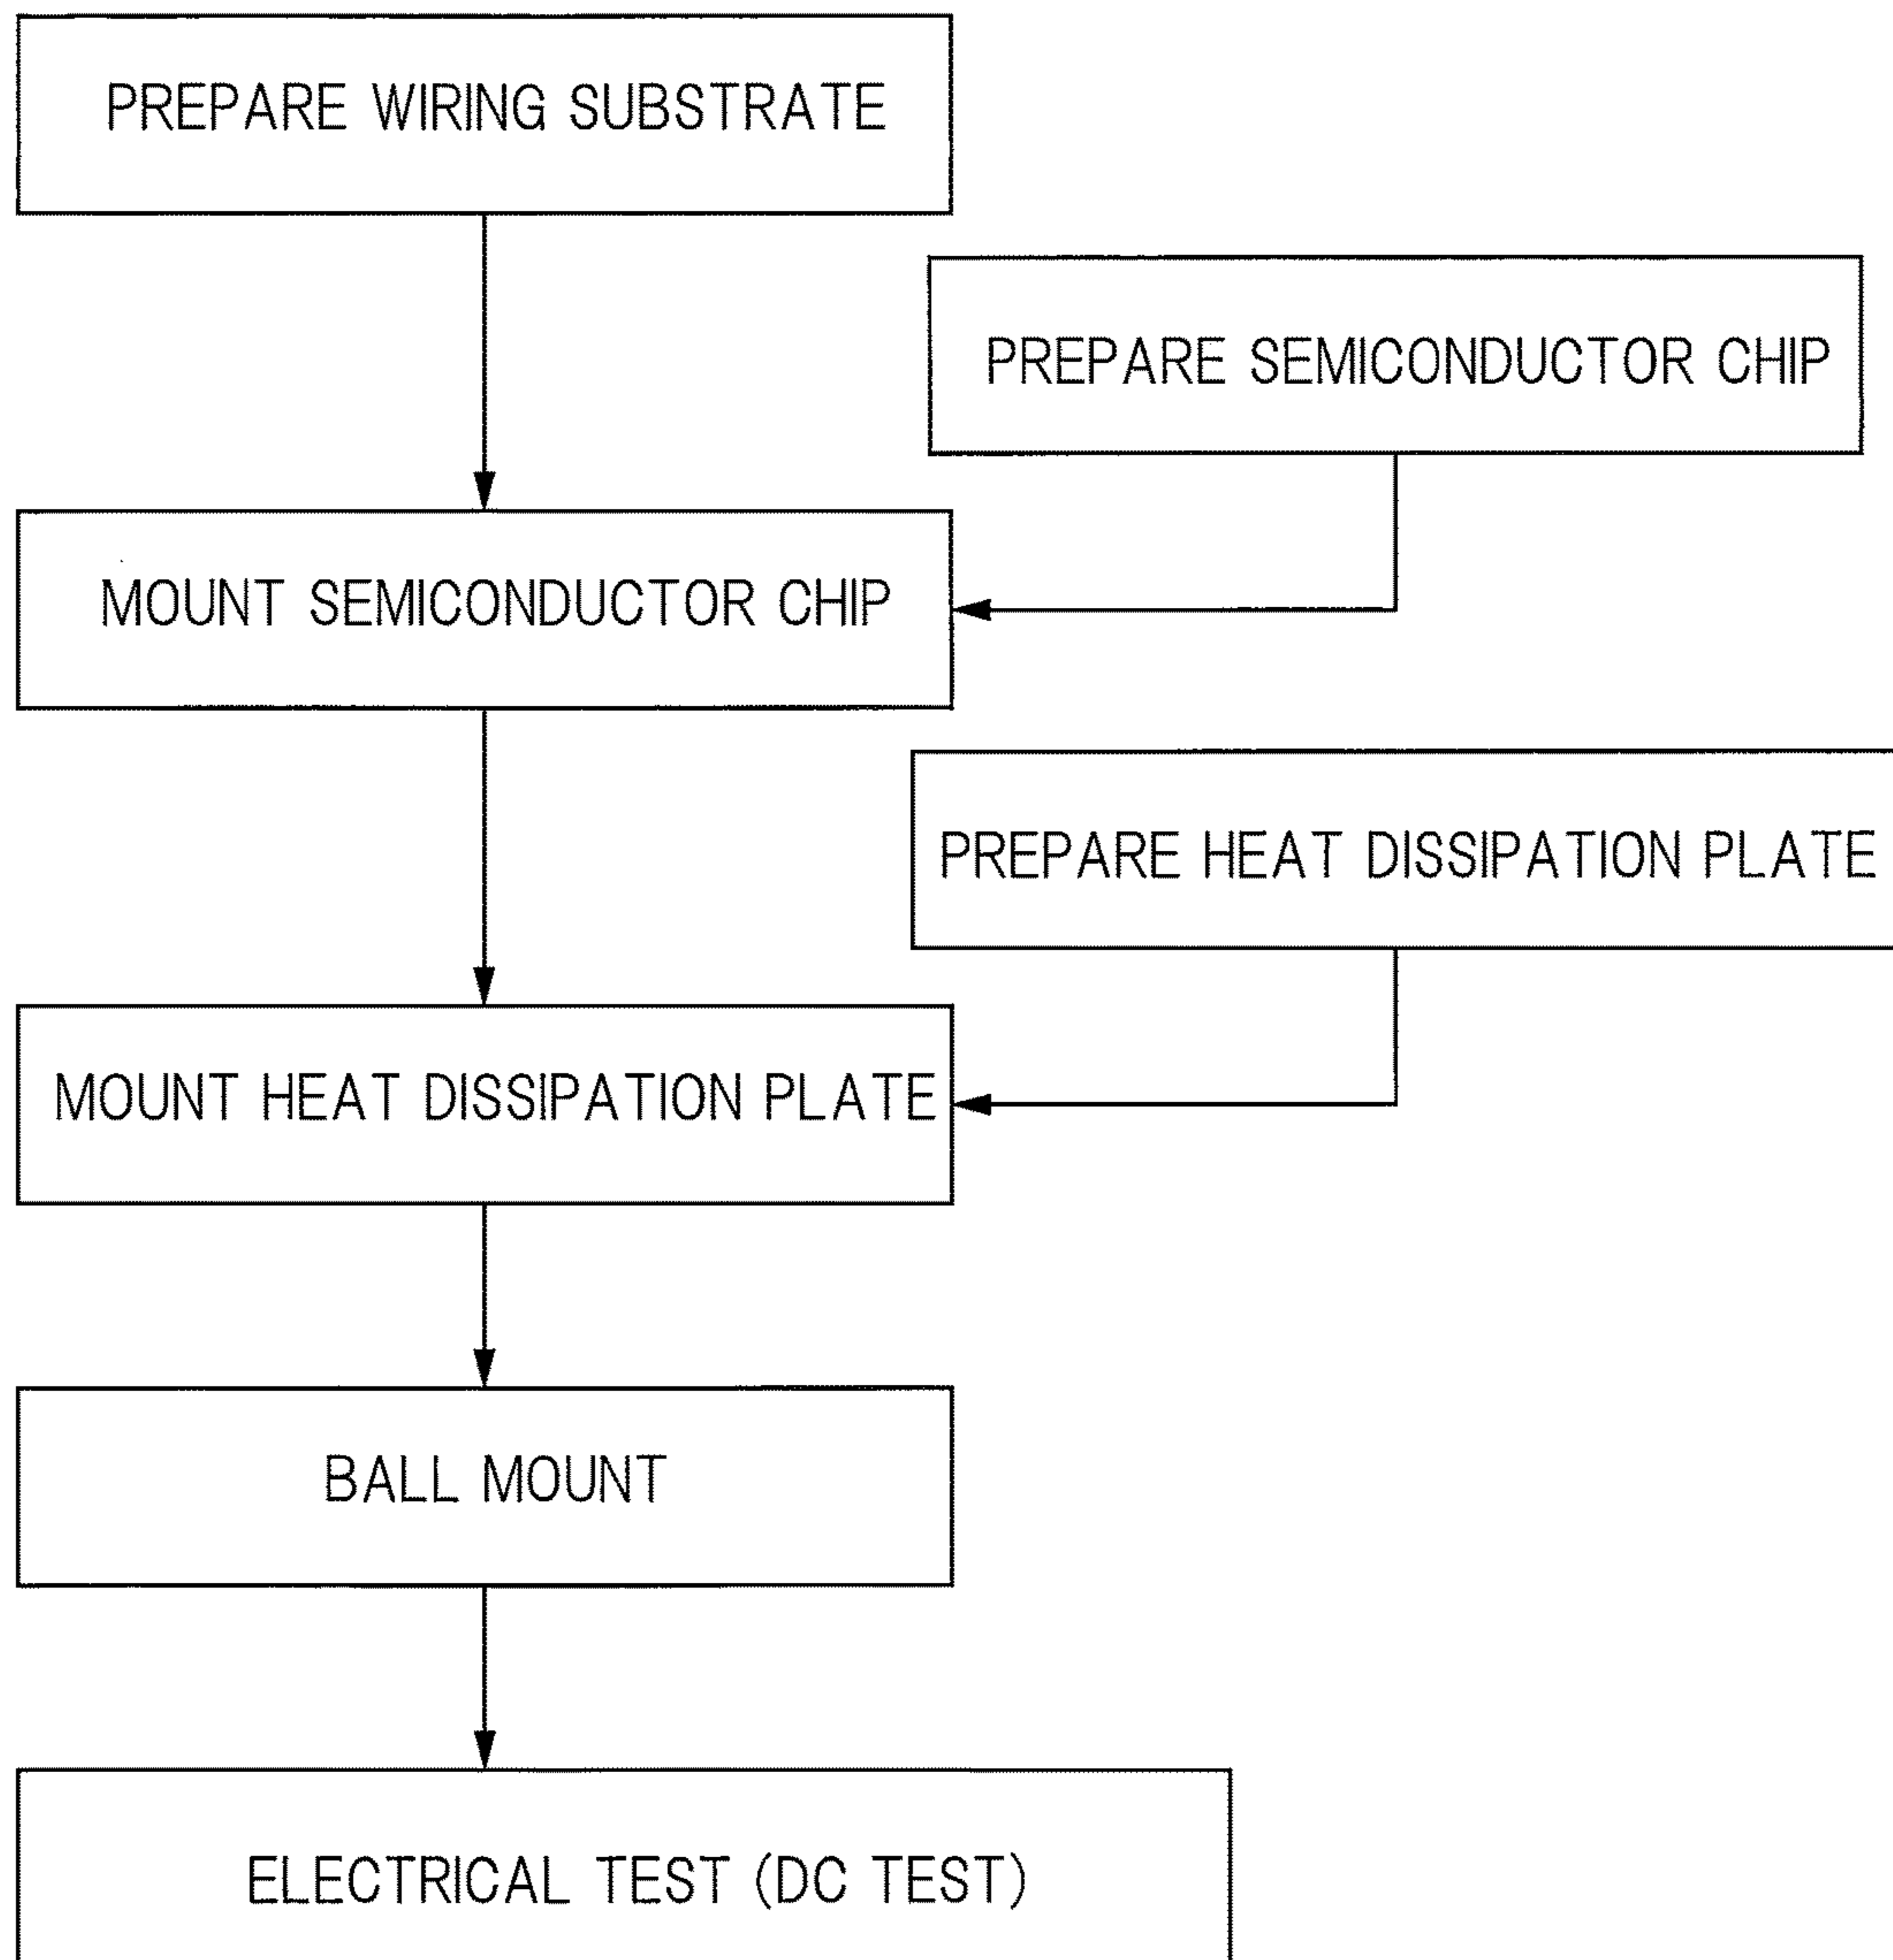 PREPARE WIRING SUBSTRATE
PREPARE SEMICONDUCTOR CHIP
MOUNT SEMICONDUCTOR CHIP
PREPARE HEAT DISSIPATION PLATE
MOUNT HEAT DISSIPATION PLATE
BALL MOUNT
ELECTRICAL TEST (DC TEST)